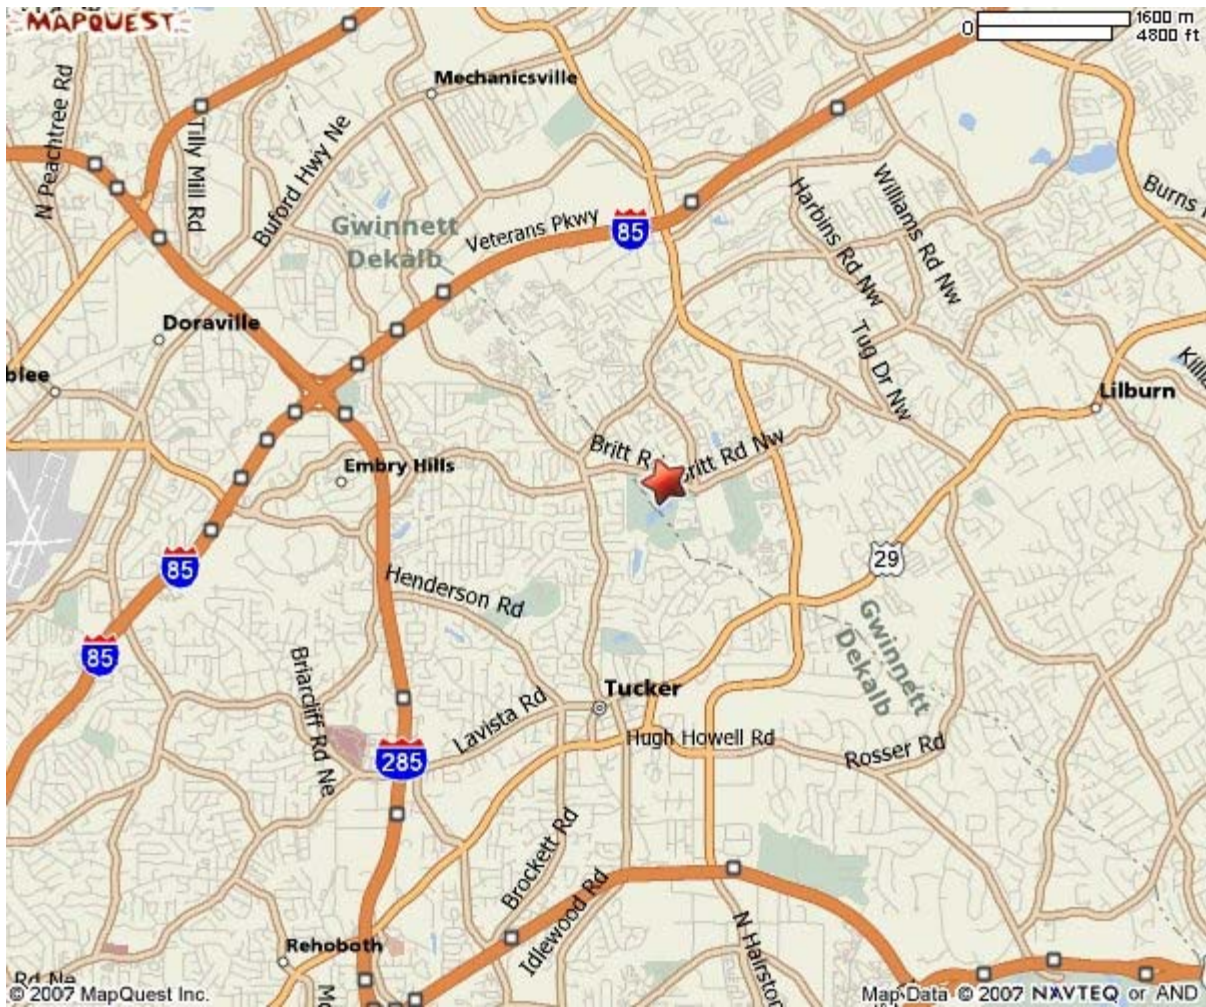 MAPQUEST
0
1600 m
4800 ft
Mechanicsville
N Peachtree Rd
Tilly Mill Rd
Buford Hwy Ne
Gwinnett
Dekalb
Veterans Pkwy
85
Harbins Rd Nw
Williams Rd Nw
Burns
Doraville
Tug Dr Nw
blee
Lilburn
Killi
Britt R
Britt Rd Nw
Embry Hills
85
29
Henderson Rd
Gwinnett
Dekalb
85
Briarcliff Rd Ne
Tucker
Lavista Rd
Hugh Howell Rd
Rosser Rd
285
Brockett Rd
Idlewood Rd
N Hairston
Rehoboth
Rd Ne
© 2007 MapQuest Inc.
Map Data © 2007 NAVTEQ or AND